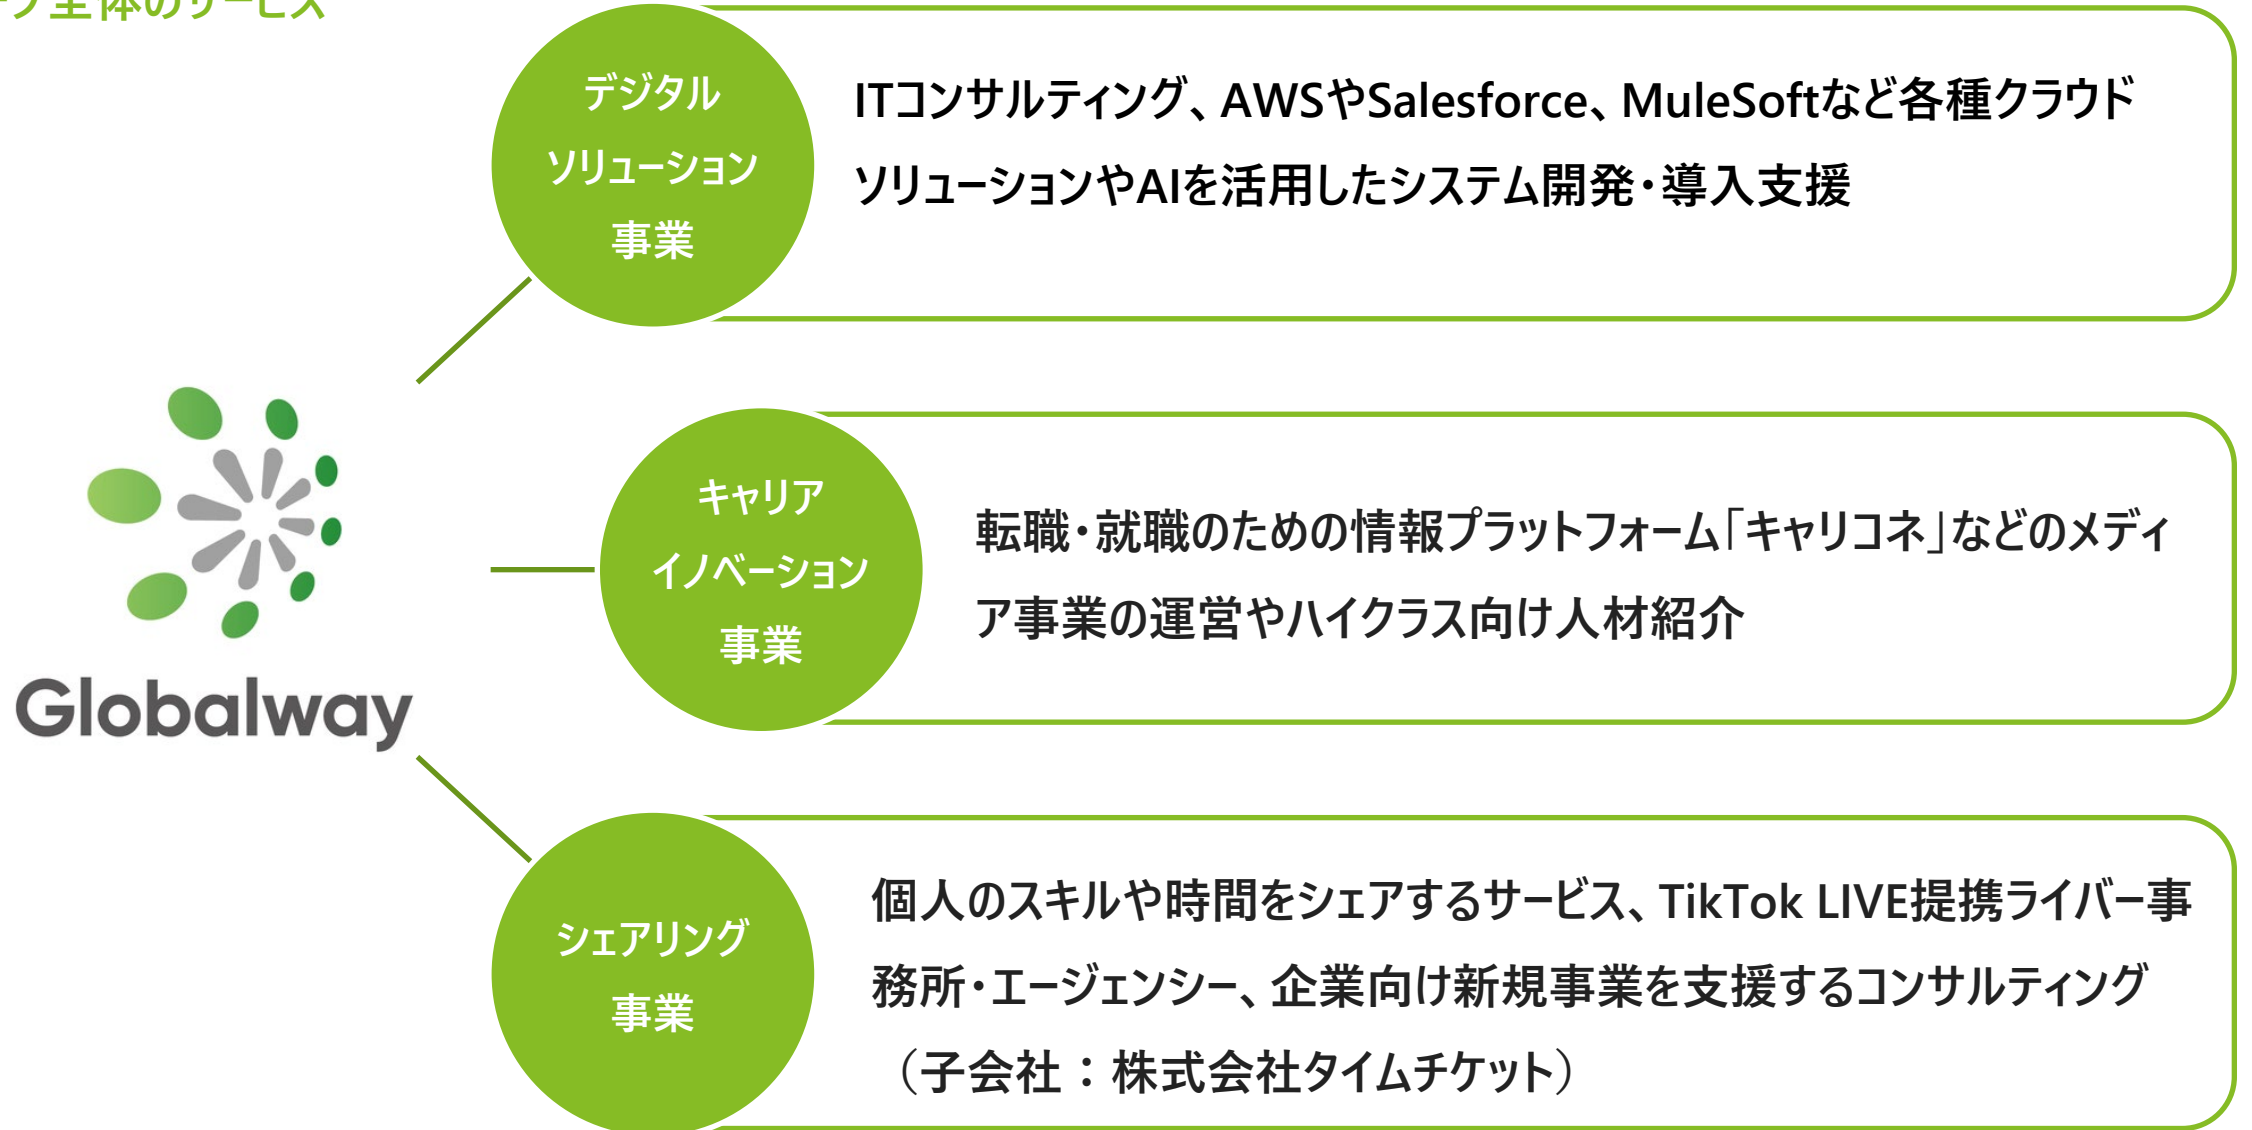 全体のサービス
デジタル
ソリューション
事業
ITコンサルティング、AWSやSalesforce、MuleSoftなど各種クラウド
ソリューションやAIを活用したシステム開発・導入支援
Globalway
キャリア
イノベーション
事業
転職・就職のための情報プラットフォーム「キャリコネ」などのメディ
ア事業の運営やハイクラス向け人材紹介
シェアリング
事業
個人のスキルや時間をシェアするサービス、TikTok LIVE提携ライバー事
務所・エージェンシー、企業向け新規事業を支援するコンサルティング
（子会社：株式会社タイムチケット）